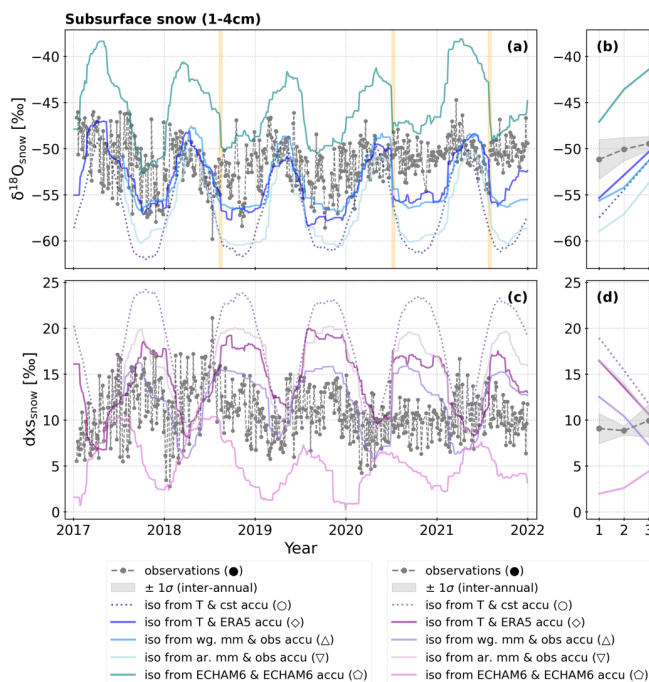 Subsurface snow (1-4cm)
(a)
(b)
−40
−45
−50
−55
−60
δ¹⁸Osnow [‰]
(c)
(d)
25
20
15
10
5
0
dxssnow [‰]
2017 2018 2019 2020 2021 2022
1 2 3
Year
observations (●)
± 1σ (inter-annual)
iso from T & cst accu (○)
iso from T & ERA5 accu (◇)
iso from wg. mm & obs accu (△)
iso from ar. mm & obs accu (▽)
iso from ECHAM6 & ECHAM6 accu (⬠)
observations (●)
± 1σ (inter-annual)
iso from T & cst accu (○)
iso from T & ERA5 accu (◇)
iso from wg. mm & obs accu (△)
iso from ar. mm & obs accu (▽)
iso from ECHAM6 & ECHAM6 accu (⬠)